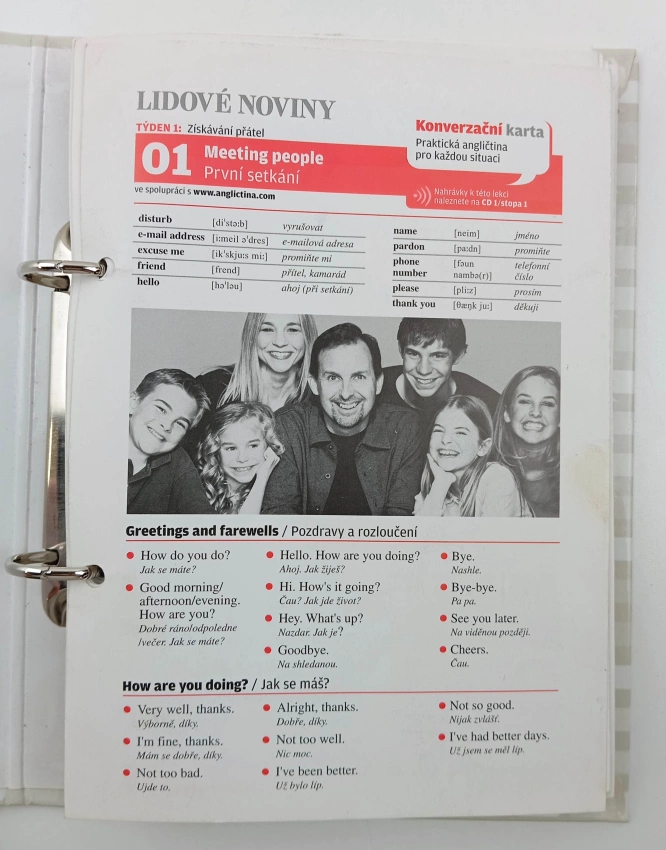 LIDOVÉ NOVINY
TÝDEN 1: Získávání přátel
01
Meeting people
První setkání
ve spolupráci s www.anglictina.com
Konverzační karta
Praktická angličtina
pro každou situaci
Nahrávky k této lekci
naleznete na CD 1/stopa 1
disturb [di'stə:b] vyrušovat
e-mail address [i:meil ə'dres] e-mailová adresa
excuse me [ik'skju:s mi:] promiňte mi
friend [frend] přítel, kamarád
hello [hə'ləu] ahoj (při setkání)
name [neim] jméno
pardon [pa:dn] promiňte
phone [fəun telefonní
number nambə(r)] číslo
please [pli:z] prosím
thank you [θæŋk ju:] děkuji
Greetings and farewells / Pozdravy a rozloučení
How do you do?
Jak se máte?
Good morning/
afternoon/evening.
How are you?
Dobré ráno/odpoledne
/večer. Jak se máte?
Hello. How are you doing?
Ahoj. Jak žiješ?
Hi. How's it going?
Čau? Jak jde život?
Hey. What's up?
Nazdar. Jak je?
Goodbye.
Na shledanou.
Bye.
Nashle.
Bye-bye.
Pa pa.
See you later.
Na viděnou později.
Cheers.
Čau.
How are you doing? / Jak se máš?
Very well, thanks.
Výborně, díky.
I'm fine, thanks.
Mám se dobře, díky.
Not too bad.
Ujde to.
Alright, thanks.
Dobře, díky.
Not too well.
Nic moc.
I've been better.
Už bylo líp.
Not so good.
Nijak zvlášť.
I've had better days.
Už jsem se měl líp.